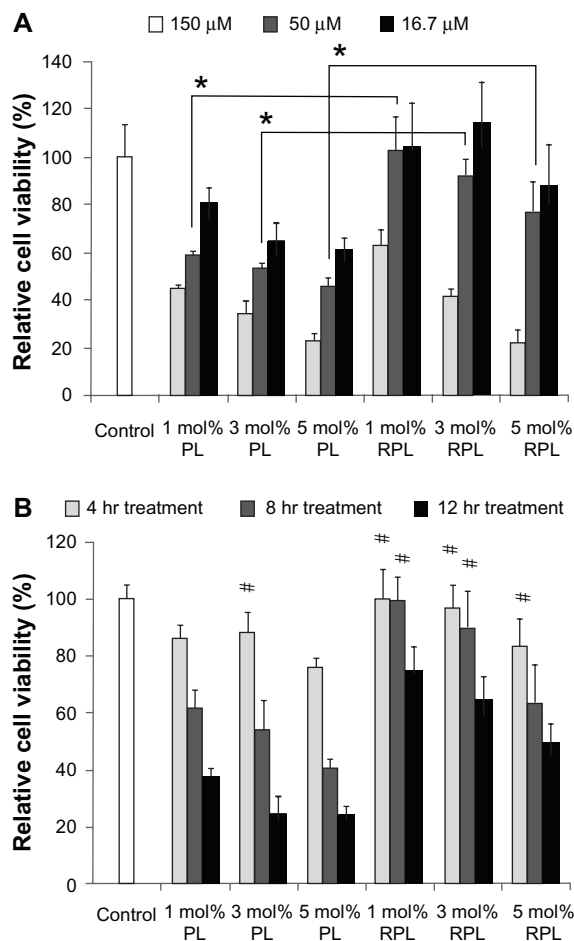 A
150 µM 50 µM 16.7 µM
Relative cell viability (%)
140
120
100
80
60
40
20
0
* * *
Control 1 mol% PL 3 mol% PL 5 mol% PL 1 mol% RPL 3 mol% RPL 5 mol% RPL
B
4 hr treatment 8 hr treatment 12 hr treatment
Relative cell viability (%)
120
100
80
60
40
20
0
# # # # # #
Control 1 mol% PL 3 mol% PL 5 mol% PL 1 mol% RPL 3 mol% RPL 5 mol% RPL